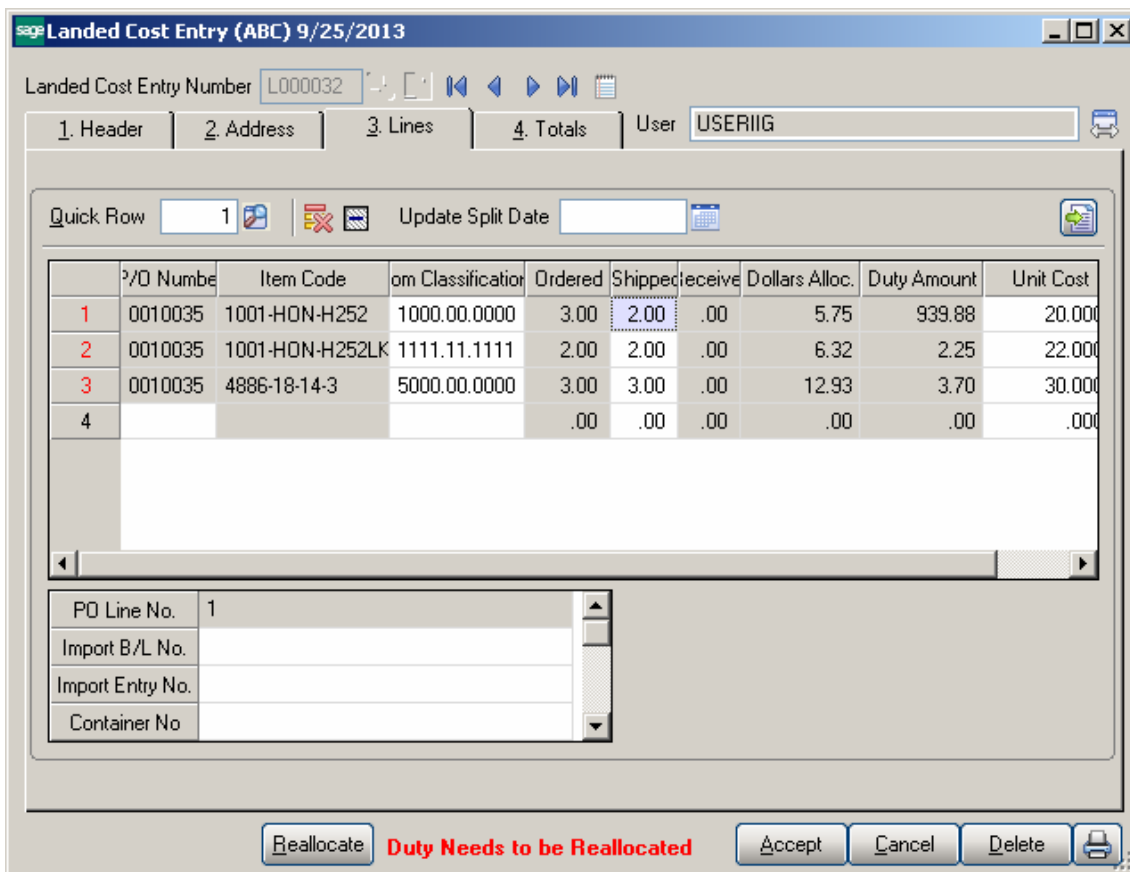 sage Landed Cost Entry (ABC) 9/25/2013
Landed Cost Entry Number L000032
1. Header 2. Address 3. Lines 4. Totals User USERIIG
Quick Row 1 Update Split Date
P/O Numbe Item Code om Classification Ordered Shipped Receive Dollars Alloc. Duty Amount Unit Cost
1 0010035 1001-HON-H252 1000.00.0000 3.00 2.00 .00 5.75 939.88 20.000
2 0010035 1001-HON-H252LK 1111.11.1111 2.00 2.00 .00 6.32 2.25 22.000
3 0010035 4886-18-14-3 5000.00.0000 3.00 3.00 .00 12.93 3.70 30.000
4 .00 .00 .00 .00 .00 .000
PO Line No. 1
Import B/L No.
Import Entry No.
Container No
Reallocate Duty Needs to be Reallocated Accept Cancel Delete